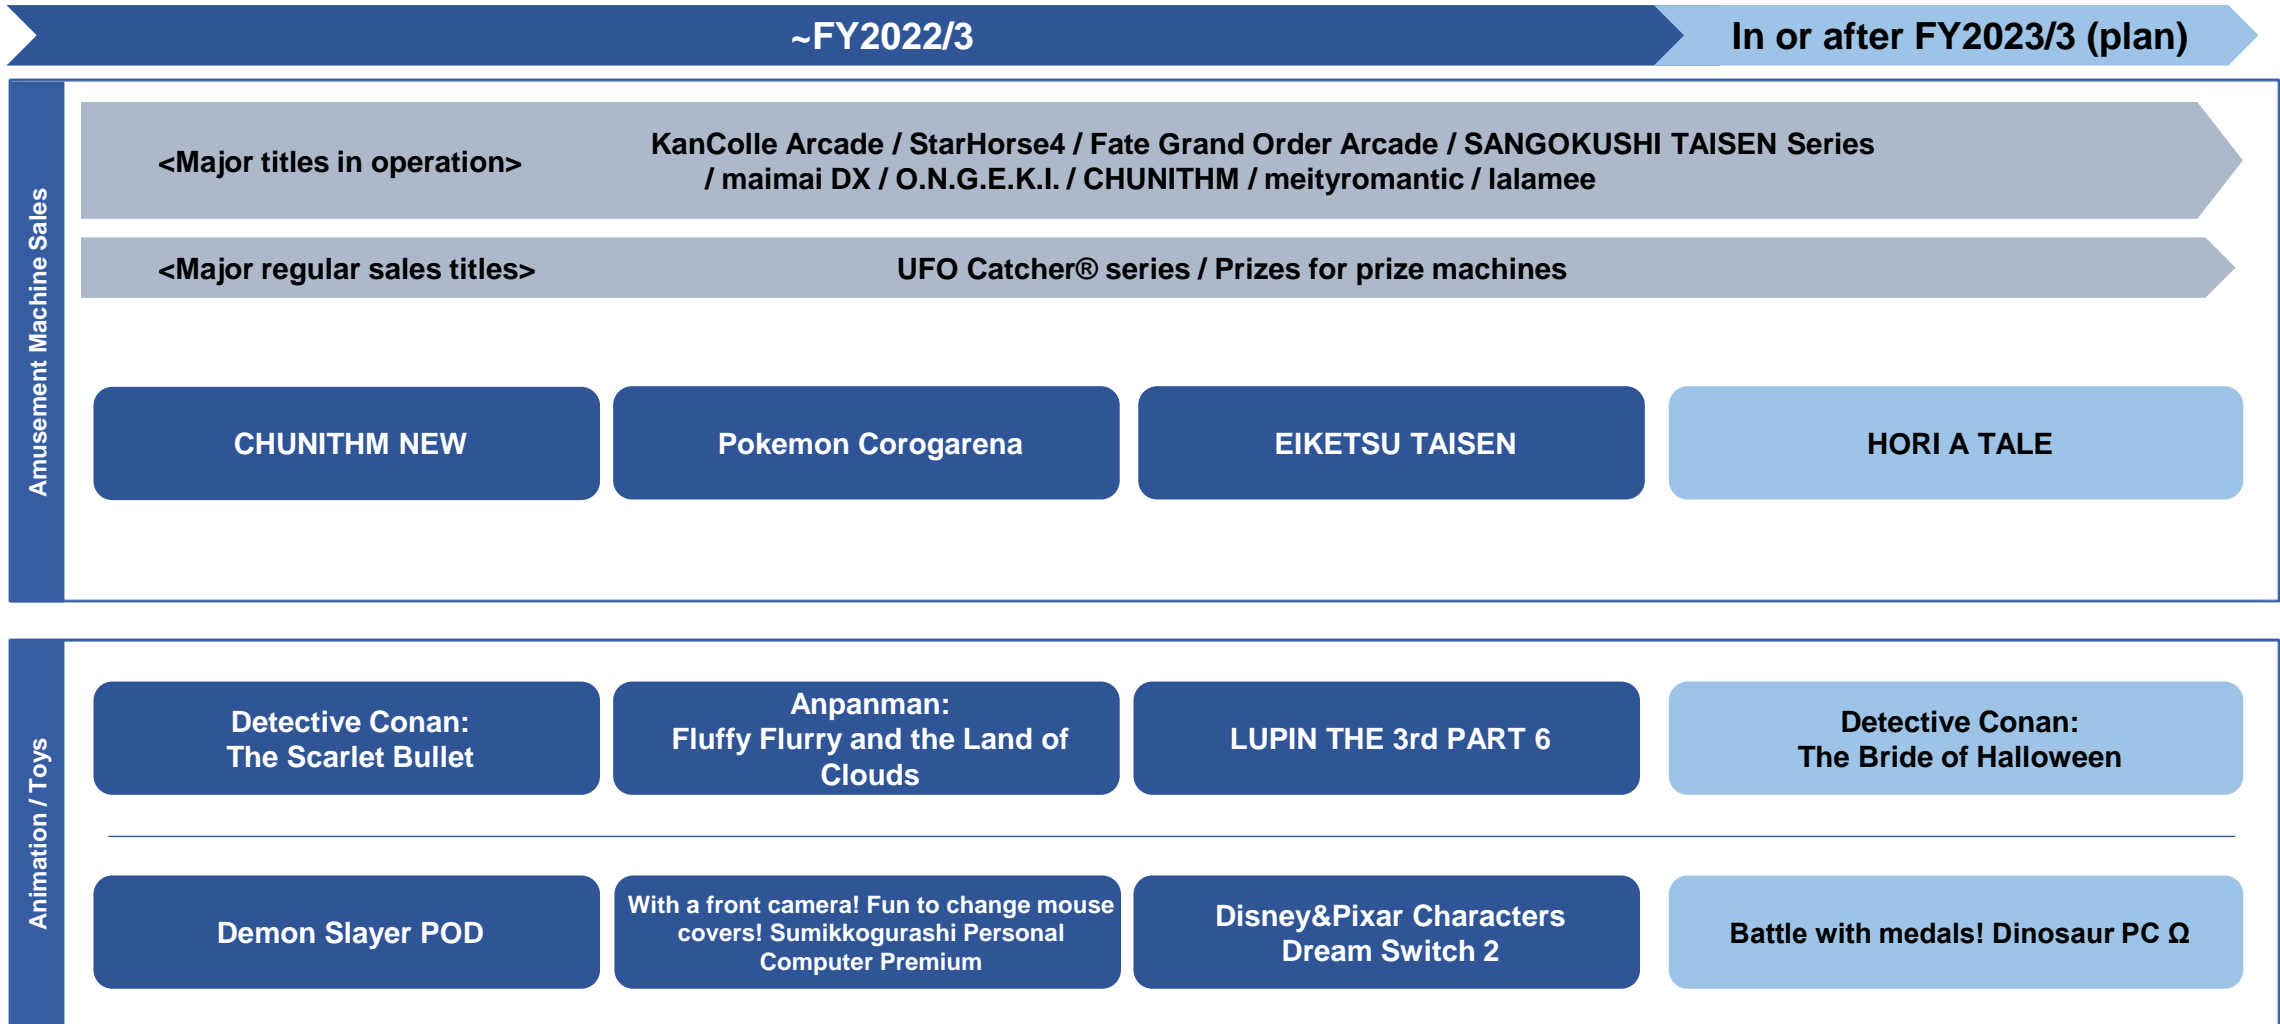 ~FY2022/3
In or after FY2023/3 (plan)
Amusement Machine Sales
<Major titles in operation>
KanColle Arcade / StarHorse4 / Fate Grand Order Arcade / SANGOKUSHI TAISEN Series
/ maimai DX / O.N.G.E.K.I. / CHUNITHM / meityromantic / lalamee
<Major regular sales titles>
UFO Catcher® series / Prizes for prize machines
CHUNITHM NEW
Pokemon Corogarena
EIKETSU TAISEN
HORI A TALE
Animation / Toys
Detective Conan:
The Scarlet Bullet
Anpanman:
Fluffy Flurry and the Land of
Clouds
LUPIN THE 3rd PART 6
Detective Conan:
The Bride of Halloween
Demon Slayer POD
With a front camera! Fun to change mouse
covers! Sumikkogurashi Personal
Computer Premium
Disney&Pixar Characters
Dream Switch 2
Battle with medals! Dinosaur PC Ω